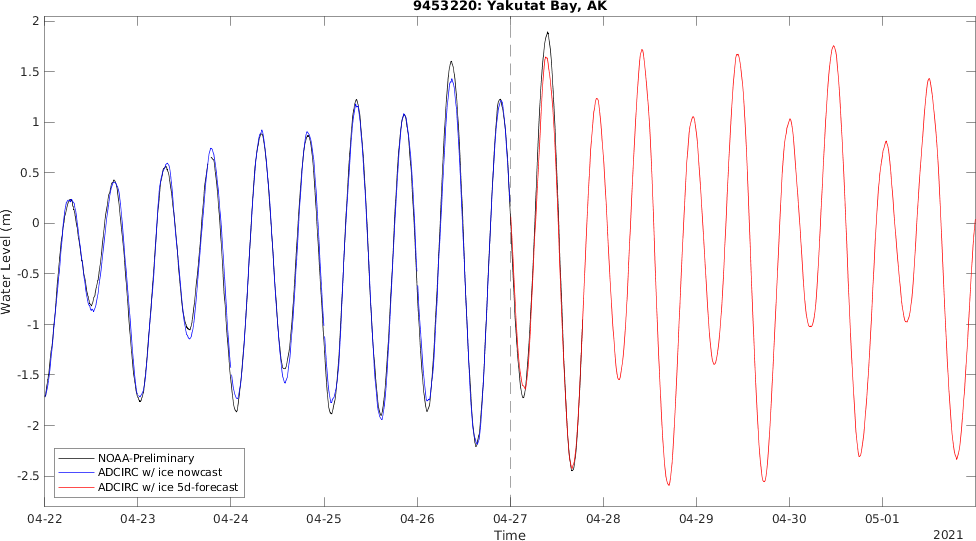 9453220: Yakutat Bay, AK
2
1.5
1
0.5
0
-0.5
-1
-1.5
-2
-2.5
Water Level (m)
NOAA-Preliminary
ADCIRC w/ ice nowcast
ADCIRC w/ ice 5d-forecast
04-22 04-23 04-24 04-25 04-26 04-27 04-28 04-29 04-30 05-01
Time
2021